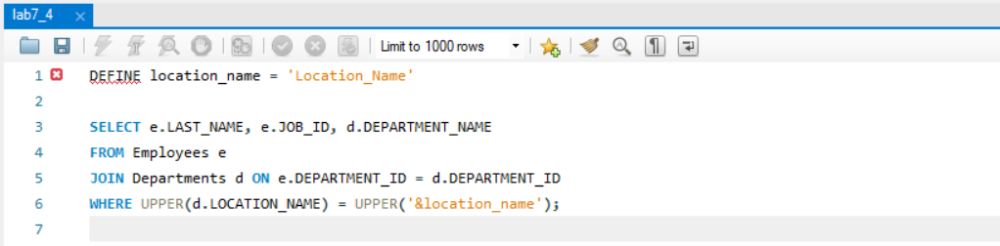 lab7_4
Limit to 1000 rows
1 DEFINE location_name = 'Location_Name'
2
3 SELECT e.LAST_NAME, e.JOB_ID, d.DEPARTMENT_NAME
4 FROM Employees e
5 JOIN Departments d ON e.DEPARTMENT_ID = d.DEPARTMENT_ID
6 WHERE UPPER(d.LOCATION_NAME) = UPPER('&location_name');
7